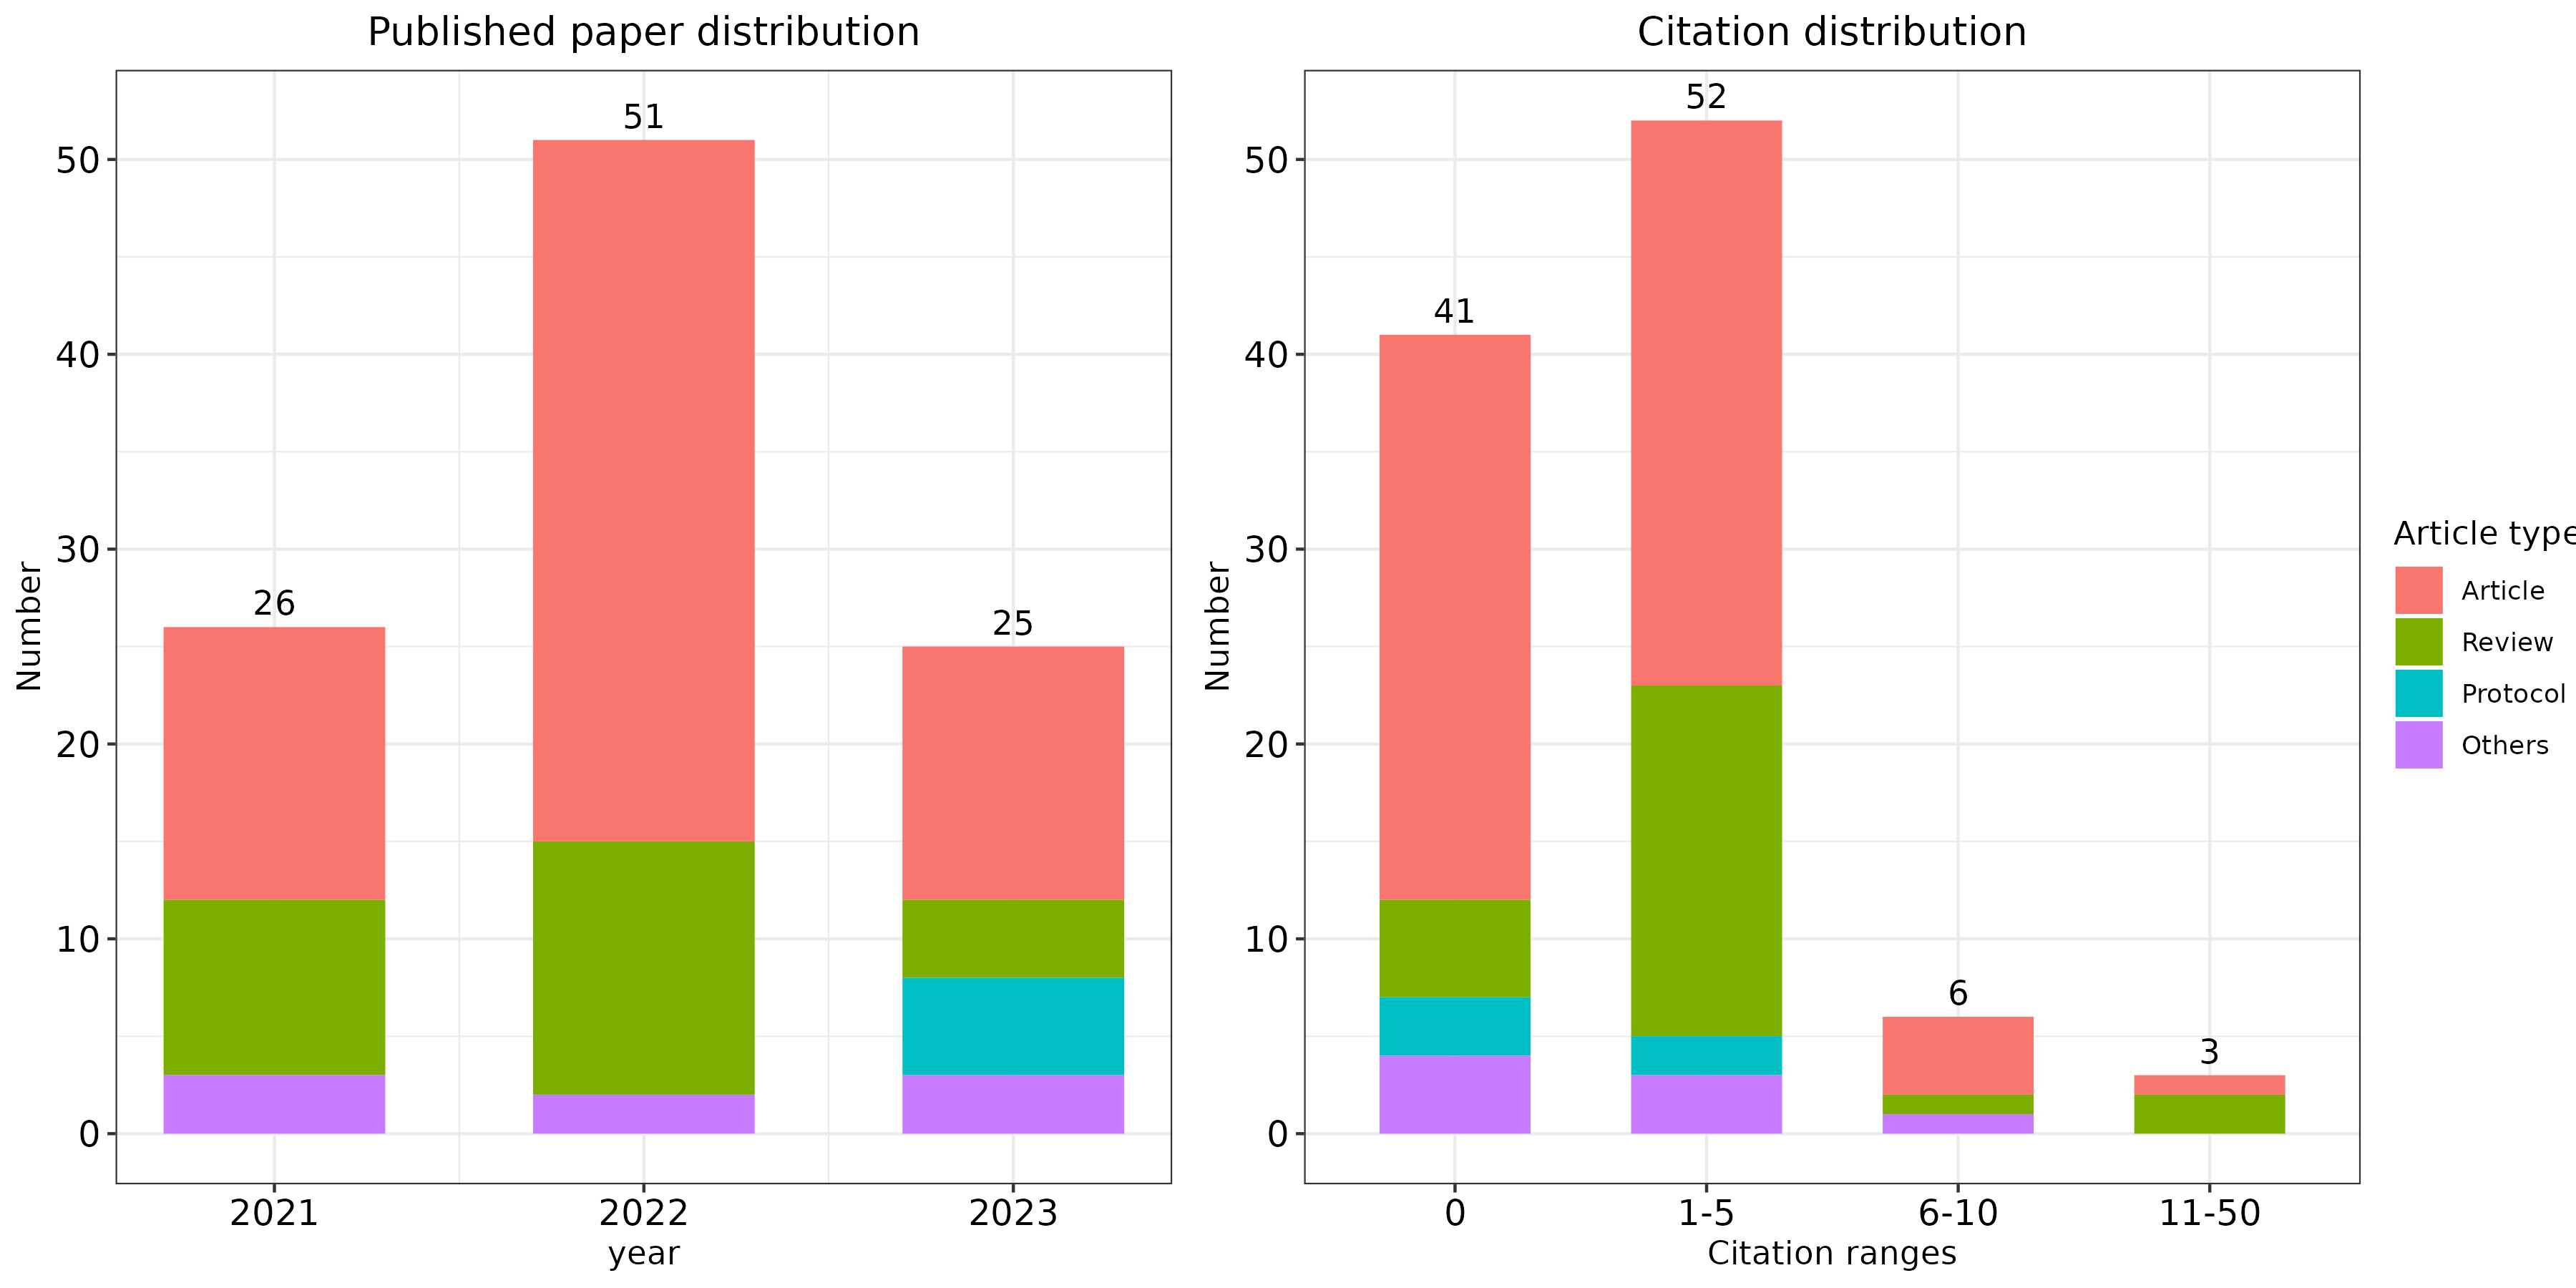 Published paper distribution
51
26
25
50
40
30
20
10
0
Number
2021 2022 2023
year
Citation distribution
52
41
6
3
50
40
30
20
10
0
Number
0 1-5 6-10 11-50
Citation ranges
Article type
Article
Review
Protocol
Others